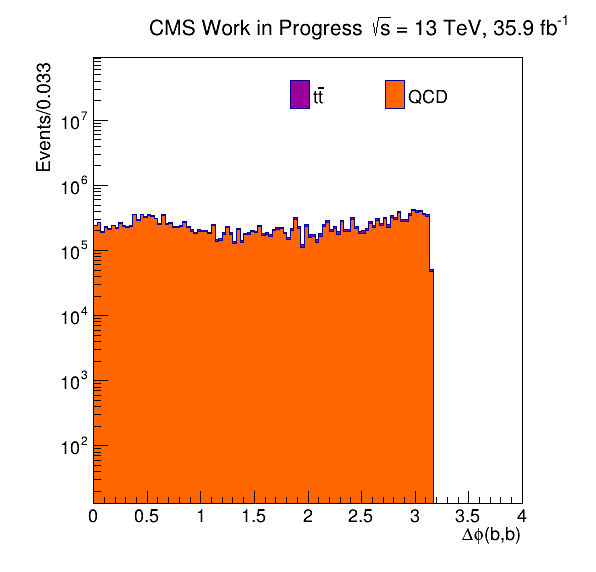 CMS Work in Progress √s = 13 TeV, 35.9 fb⁻¹
Events/0.033
tt̄
QCD
10⁷
10⁶
10⁵
10⁴
10³
10²
0 0.5 1 1.5 2 2.5 3 3.5 4
Δϕ(b,b)